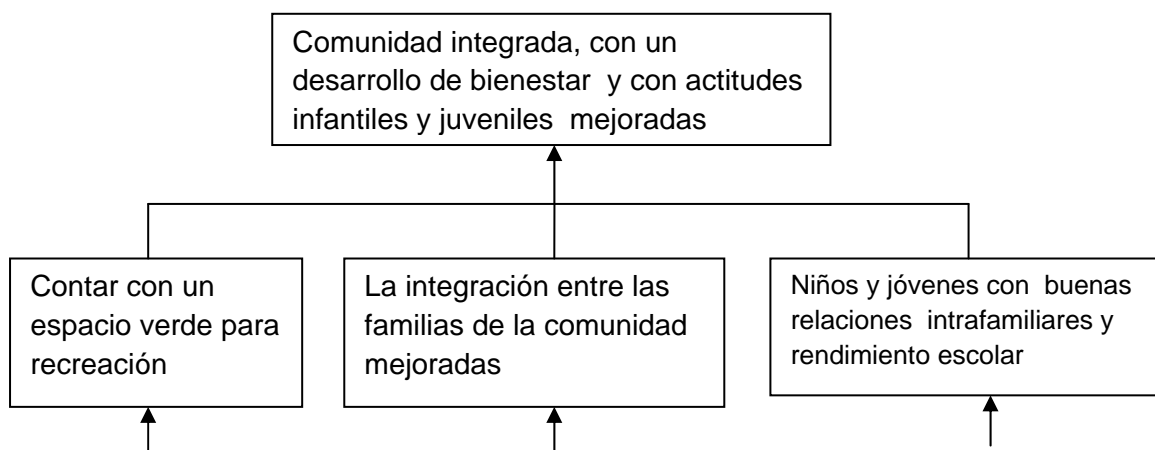 Comunidad integrada, con un
desarrollo de bienestar y con actitudes
infantiles y juveniles mejoradas
Contar con un
espacio verde para
recreación
La integración entre las
familias de la comunidad
mejoradas
Niños y jóvenes con buenas
relaciones intrafamiliares y
rendimiento escolar